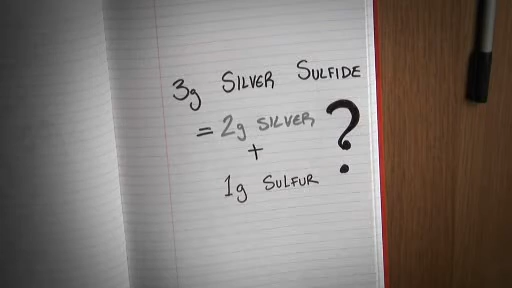 3g SILVER SULFIDE
= 2g SILVER
+
1g SULFUR
?